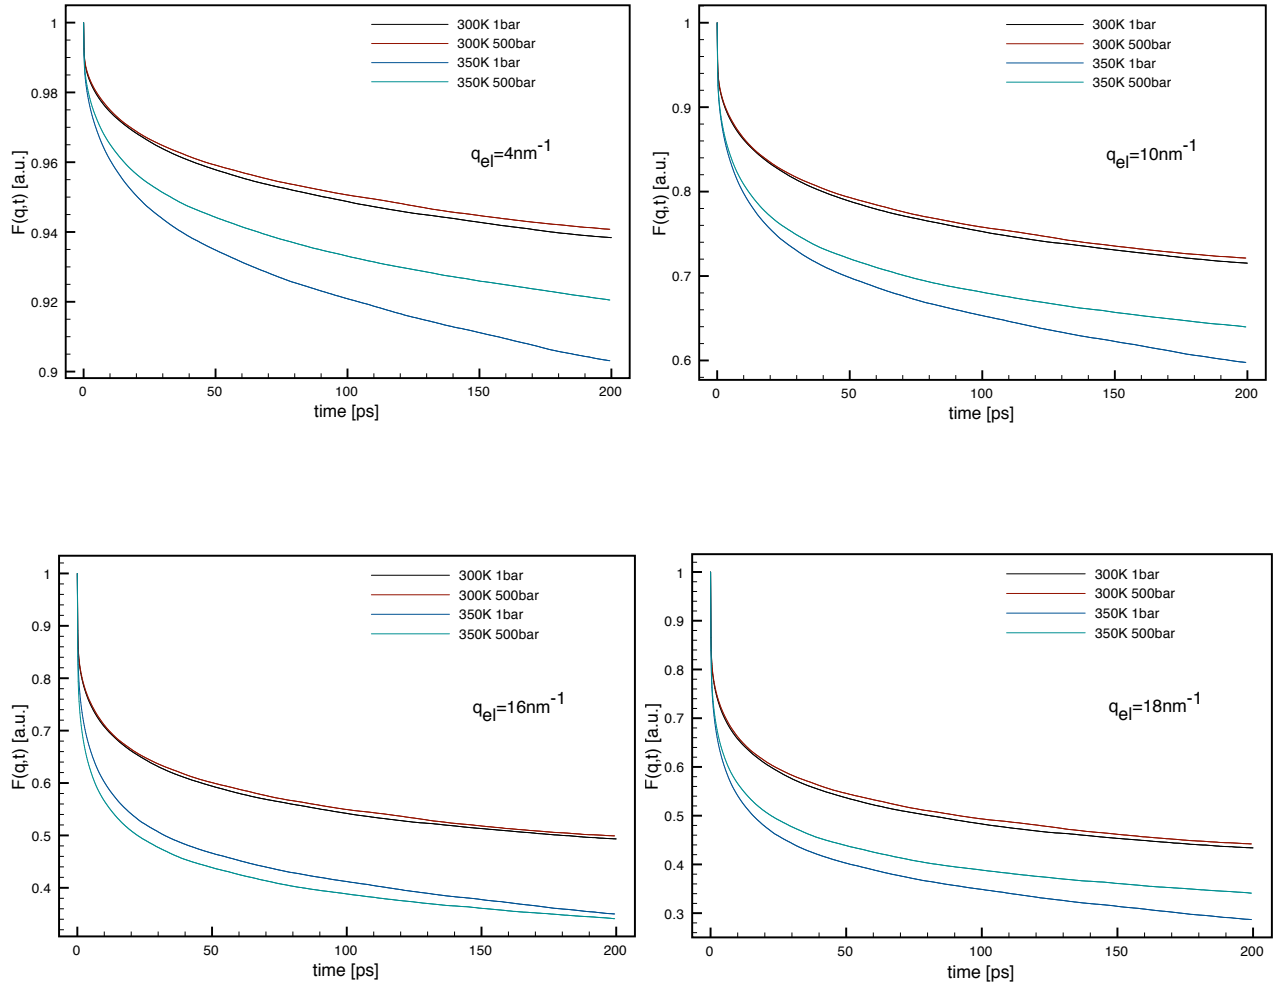 300K 1bar
300K 500bar
350K 1bar
350K 500bar
q_el=4nm^-1
F(q,t) [a.u.]
1
0.98
0.96
0.94
0.92
0.9
0
50
100
150
200
time [ps]
300K 1bar
300K 500bar
350K 1bar
350K 500bar
q_el=10nm^-1
F(q,t) [a.u.]
1
0.9
0.8
0.7
0.6
0
50
100
150
200
time [ps]
300K 1bar
300K 500bar
350K 1bar
350K 500bar
q_el=16nm^-1
F(q,t) [a.u.]
1
0.9
0.8
0.7
0.6
0.5
0.4
0
50
100
150
200
time [ps]
300K 1bar
300K 500bar
350K 1bar
350K 500bar
q_el=18nm^-1
F(q,t) [a.u.]
1
0.9
0.8
0.7
0.6
0.5
0.4
0.3
0
50
100
150
200
time [ps]